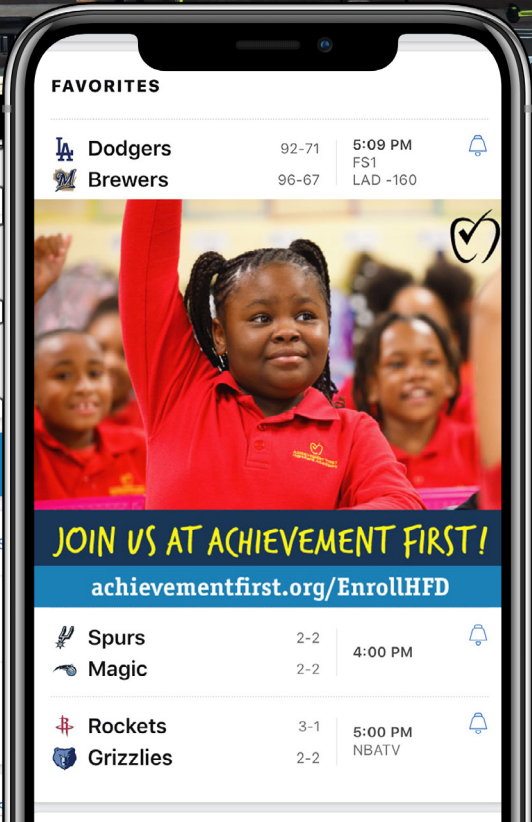 FAVORITES
Dodgers 92-71 5:09 PM
FS1
Brewers 96-67 LAD -160
JOIN US AT ACHIEVEMENT FIRST!
achievementfirst.org/EnrollHFD
Spurs 2-2
4:00 PM
Magic 2-2
Rockets 3-1 5:00 PM
NBATV
Grizzlies 2-2